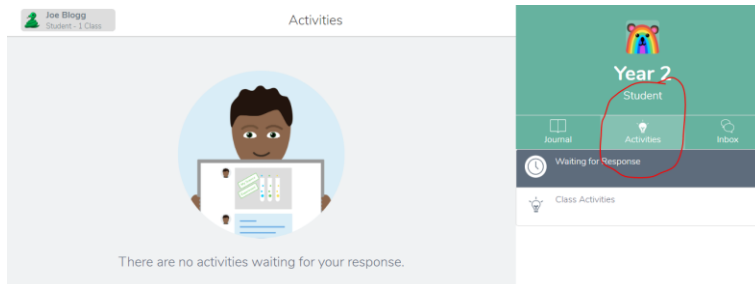 Joe Blogg
Student - 1 Class
Activities
There are no activities waiting for your response.
Year 2
Student
Journal
Activities
Inbox
Waiting for Response
Class Activities